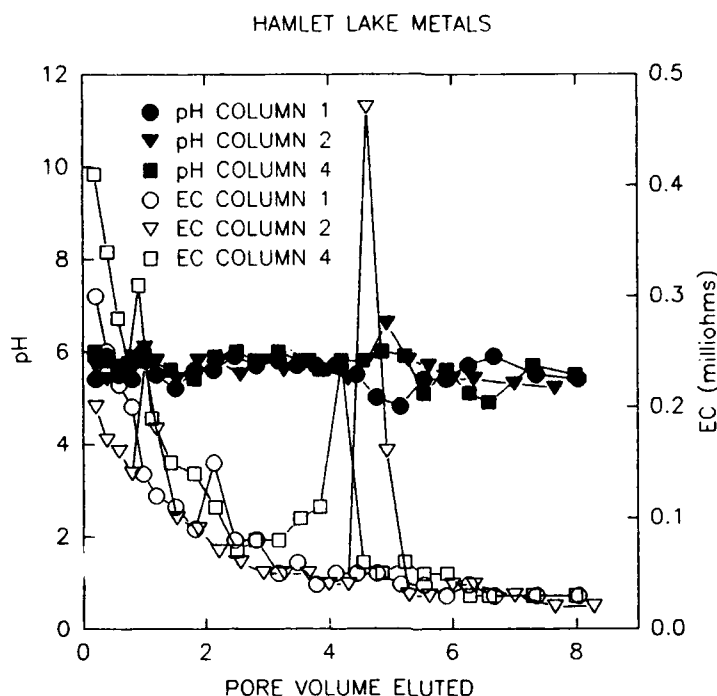 HAMLET LAKE METALS
12
10
8
6
4
2
0
pH
0.5
0.4
0.3
0.2
0.1
0.0
EC (milliohms)
pH COLUMN 1
pH COLUMN 2
pH COLUMN 4
EC COLUMN 1
EC COLUMN 2
EC COLUMN 4
0 2 4 6 8
PORE VOLUME ELUTED